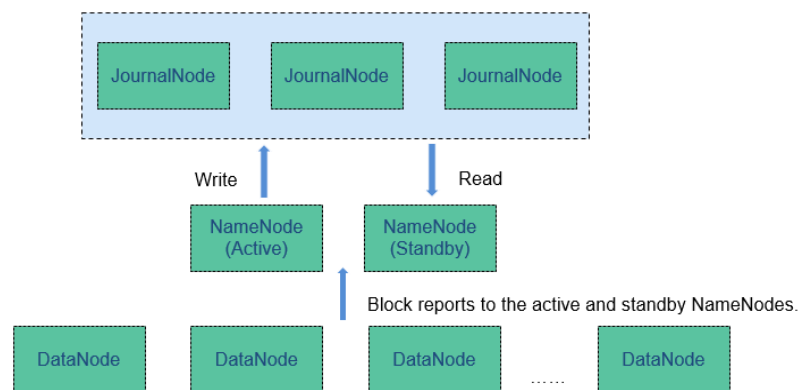 JournalNode JournalNode JournalNode
Write Read
NameNode
(Active)
NameNode
(Standby)
Block reports to the active and standby NameNodes.
DataNode DataNode DataNode ...... DataNode